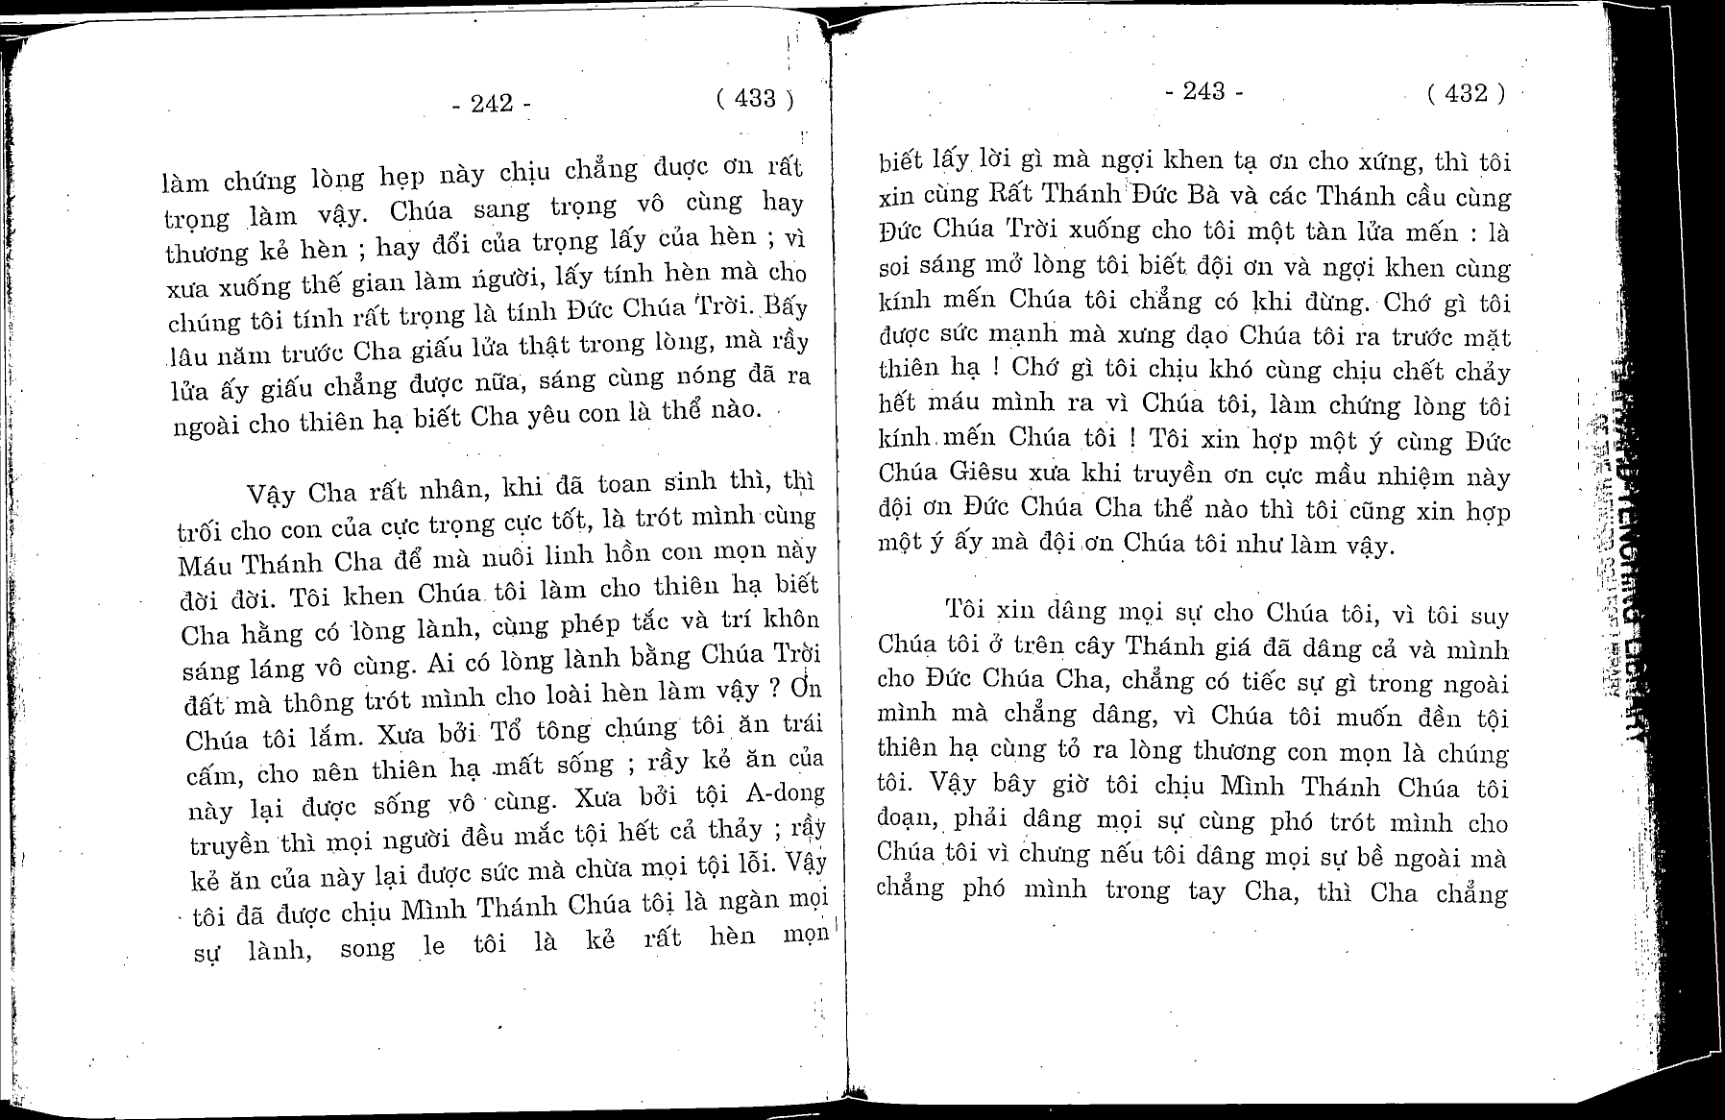 - 242 - ( 433 )
làm chứng lòng hẹp này chịu chẳng được ơn rất
trọng làm vậy. Chúa sang trọng vô cùng hay
thương kẻ hèn ; hay đổi của trọng lấy của hèn ; vì
xưa xuống thế gian làm người, lấy tính hèn mà cho
chúng tôi tính rất trọng là tính Đức Chúa Trời. Bấy
lâu năm trước Cha giấu lửa thật trong lòng, mà rầy
lửa ấy giấu chẳng được nữa, sáng cùng nóng đã ra
ngoài cho thiên hạ biết Cha yêu con là thể nào.
Vậy Cha rất nhân, khi đã toan sinh thì, thì
trối cho con của cực trọng cực tốt, là trót mình cùng
Máu Thánh Cha để mà nuôi linh hồn con mọn này
đời đời. Tôi khen Chúa tôi làm cho thiên hạ biết
Cha hằng có lòng lành, cùng phép tắc và trí khôn
sáng láng vô cùng. Ai có lòng lành bằng Chúa Trời
đất mà thông trót mình cho loài hèn làm vậy ? Ơn
Chúa tôi lắm. Xưa bởi Tổ tông chúng tôi ăn trái
cấm, cho nên thiên hạ mất sống ; rầy kẻ ăn của
này lại được sống vô cùng. Xưa bởi tội A-dong
truyền thì mọi người đều mắc tội hết cả thảy ; rầy
kẻ ăn của này lại được sức mà chừa mọi tội lỗi. Vậy
tôi đã được chịu Mình Thánh Chúa tôi là ngàn mọi
sự lành, song le tôi là kẻ rất hèn mọn
- 243 - ( 432 )
biết lấy lời gì mà ngợi khen tạ ơn cho xứng, thì tôi
xin cùng Rất Thánh Đức Bà và các Thánh cầu cùng
Đức Chúa Trời xuống cho tôi một tàn lửa mến : là
soi sáng mở lòng tôi biết đội ơn và ngợi khen cùng
kính mến Chúa tôi chẳng có khi đừng. Chớ gì tôi
được sức mạnh mà xưng đạo Chúa tôi ra trước mặt
thiên hạ ! Chớ gì tôi chịu khó cùng chịu chết chảy
hết máu mình ra vì Chúa tôi, làm chứng lòng tôi
kính mến Chúa tôi ! Tôi xin hợp một ý cùng Đức
Chúa Giêsu xưa khi truyền ơn cực mầu nhiệm này
đội ơn Đức Chúa Cha thể nào thì tôi cũng xin hợp
một ý ấy mà đội ơn Chúa tôi như làm vậy.
Tôi xin dâng mọi sự cho Chúa tôi, vì tôi suy
Chúa tôi ở trên cây Thánh giá đã dâng cả và mình
cho Đức Chúa Cha, chẳng có tiếc sự gì trong ngoài
mình mà chẳng dâng, vì Chúa tôi muốn đền tội
thiên hạ cùng tỏ ra lòng thương con mọn là chúng
tôi. Vậy bây giờ tôi chịu Mình Thánh Chúa tôi
đoạn, phải dâng mọi sự cùng phó trót mình cho
Chúa tôi vì chưng nếu tôi dâng mọi sự bề ngoài mà
chẳng phó mình trong tay Cha, thì Cha chẳng